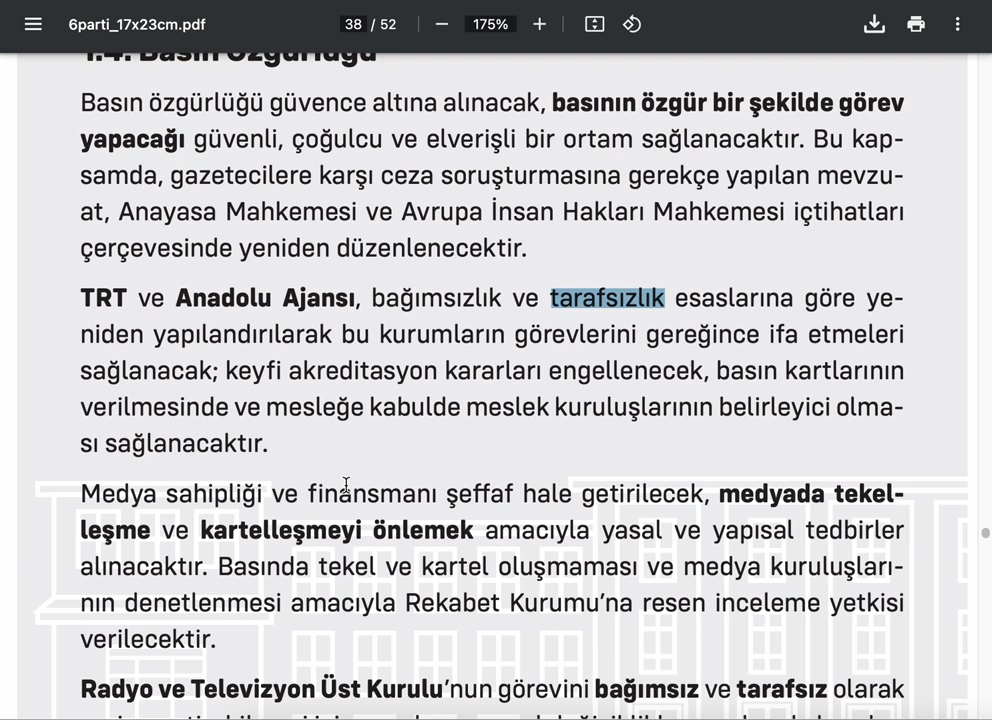 6parti_17x23cm.pdf
38 / 52
175%
1.4. Basın Özgürlüğü
Basın özgürlüğü güvence altına alınacak, basının özgür bir şekilde görev
yapacağı güvenli, çoğulcu ve elverişli bir ortam sağlanacaktır. Bu kap-
samda, gazetecilere karşı ceza soruşturmasına gerekçe yapılan mevzu-
at, Anayasa Mahkemesi ve Avrupa İnsan Hakları Mahkemesi içtihatları
çerçevesinde yeniden düzenlenecektir.
TRT ve Anadolu Ajansı, bağımsızlık ve tarafsızlık esaslarına göre ye-
niden yapılandırılarak bu kurumların görevlerini gereğince ifa etmeleri
sağlanacak; keyfi akreditasyon kararları engellenecek, basın kartlarının
verilmesinde ve mesleğe kabulde meslek kuruluşlarının belirleyici olma-
sı sağlanacaktır.
Medya sahipliği ve finansmanı şeffaf hale getirilecek, medyada tekel-
leşme ve kartelleşmeyi önlemek amacıyla yasal ve yapısal tedbirler
alınacaktır. Basında tekel ve kartel oluşmaması ve medya kuruluşları-
nın denetlenmesi amacıyla Rekabet Kurumu’na resen inceleme yetkisi
verilecektir.
Radyo ve Televizyon Üst Kurulu’nun görevini bağımsız ve tarafsız olarak